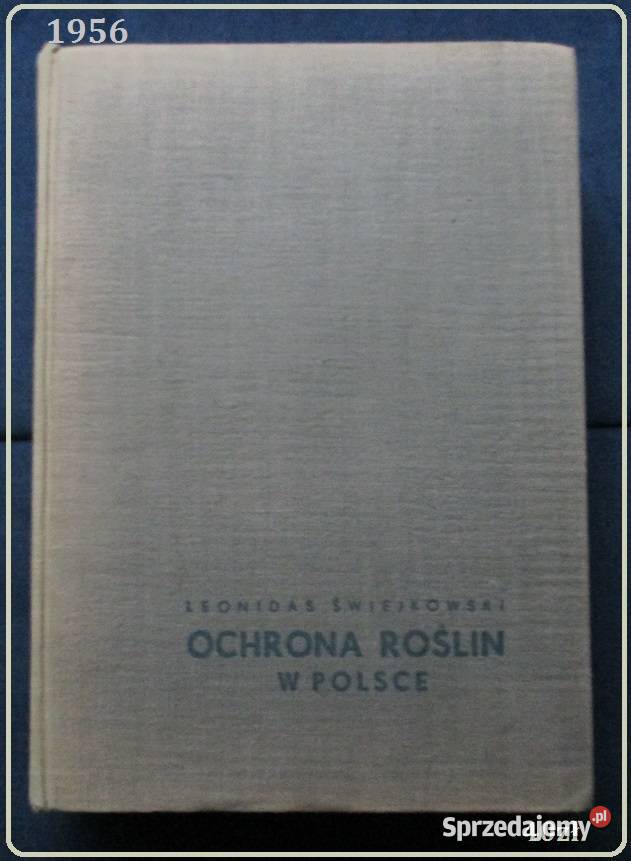 1956
LEONIDAS ŚWIEJKOWSKI
OCHRONA ROŚLIN
W POLSCE
Sprzedajemy.pl